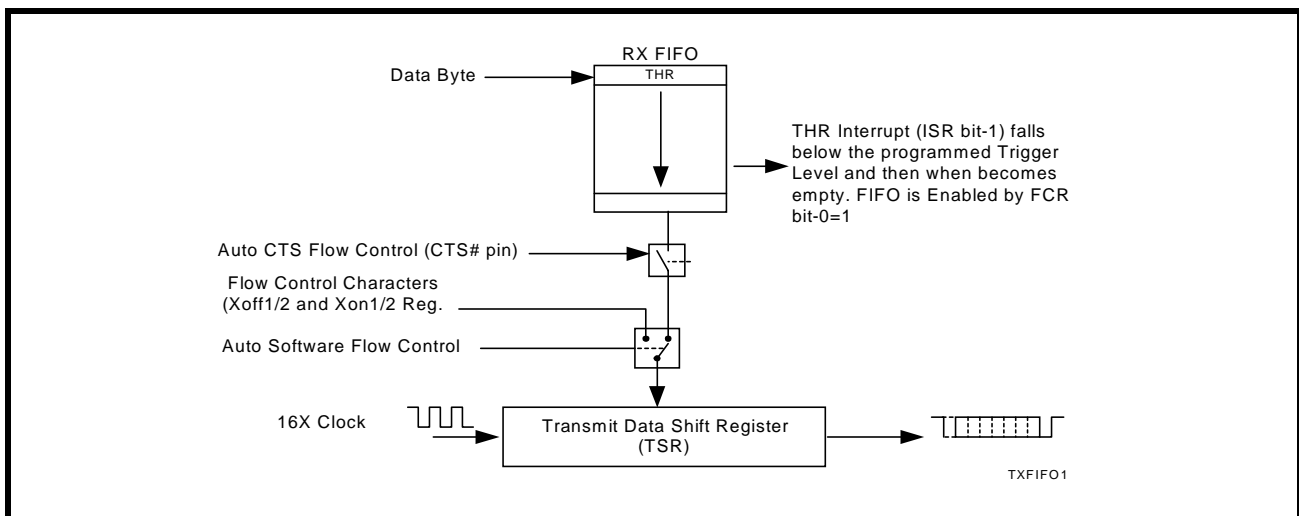 RX FIFO
THR
Data Byte
THR Interrupt (ISR bit-1) falls
below the programmed Trigger
Level and then when becomes
empty. FIFO is Enabled by FCR
bit-0=1
Auto CTS Flow Control (CTS# pin)
Flow Control Characters
(Xoff1/2 and Xon1/2 Reg.
Auto Software Flow Control
16X Clock
Transmit Data Shift Register
(TSR)
TXFIFO1